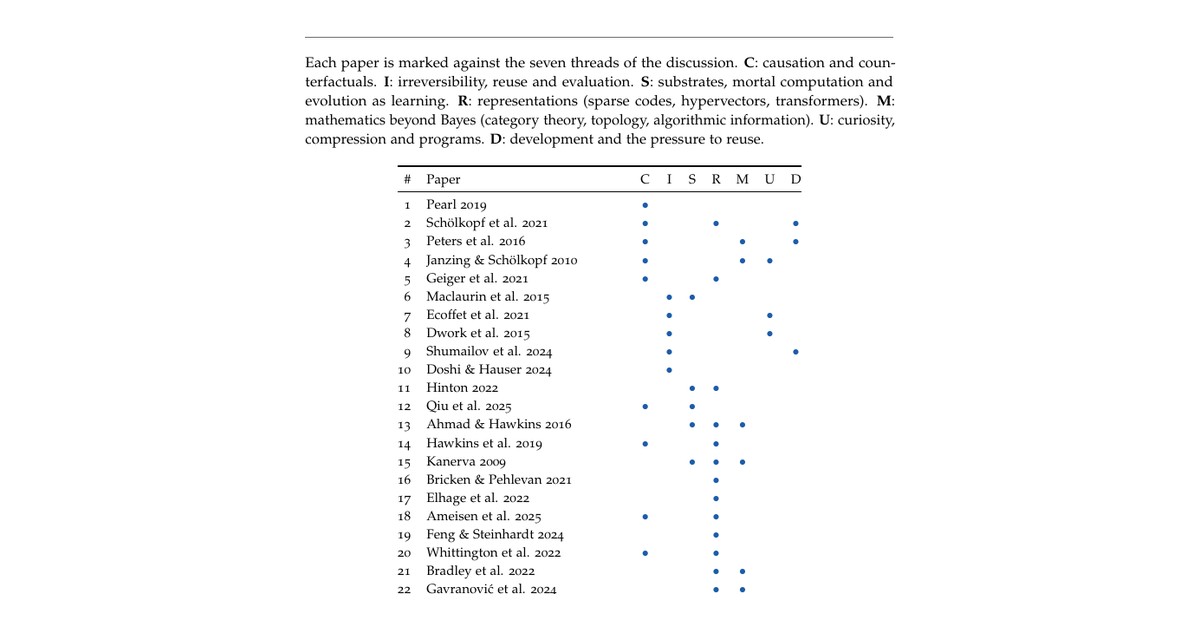 Each paper is marked against the seven threads of the discussion. C: causation and coun-
terfactuals. I: irreversibility, reuse and evaluation. S: substrates, mortal computation and
evolution as learning. R: representations (sparse codes, hypervectors, transformers). M:
mathematics beyond Bayes (category theory, topology, algorithmic information). U: curiosity,
compression and programs. D: development and the pressure to reuse.
# Paper C I S R M U D
1 Pearl 2019 •
2 Schölkopf et al. 2021 • • •
3 Peters et al. 2016 • • •
4 Janzing & Schölkopf 2010 • • •
5 Geiger et al. 2021 • •
6 Maclaurin et al. 2015 • •
7 Ecoffet et al. 2021 • •
8 Dwork et al. 2015 • •
9 Shumailov et al. 2024 • •
10 Doshi & Hauser 2024 •
11 Hinton 2022 • •
12 Qiu et al. 2025 • •
13 Ahmad & Hawkins 2016 • • •
14 Hawkins et al. 2019 • •
15 Kanerva 2009 • • •
16 Bricken & Pehlevan 2021 •
17 Elhage et al. 2022 •
18 Ameisen et al. 2025 • •
19 Feng & Steinhardt 2024 •
20 Whittington et al. 2022 • •
21 Bradley et al. 2022 • •
22 Gavranović et al. 2024 • •